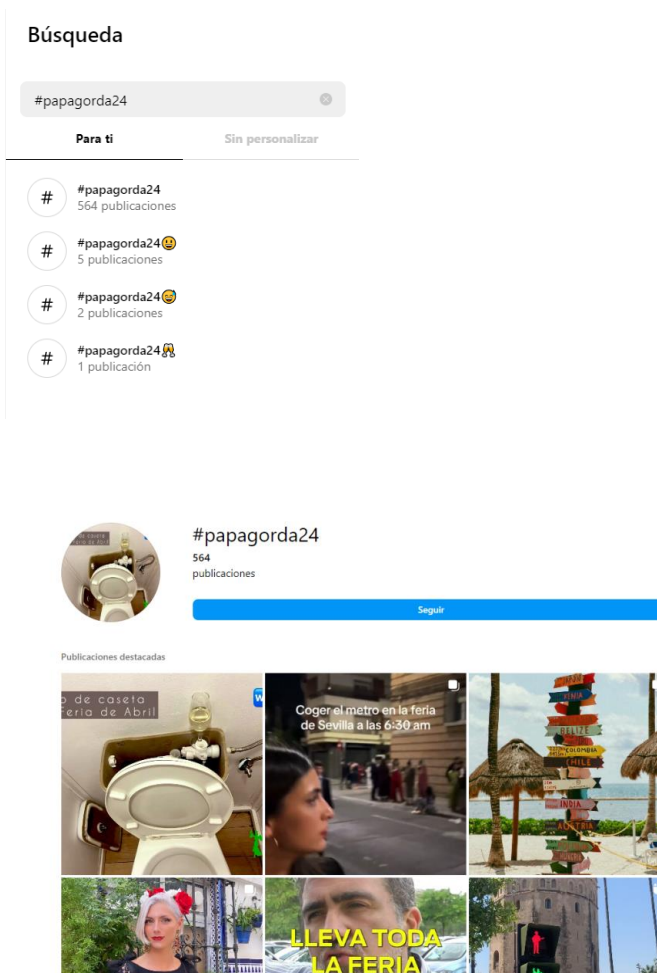 Búsqueda
#papagorda24
Para ti
Sin personalizar
#
#papagorda24
564 publicaciones
#
#papagorda24😃
5 publicaciones
#
#papagorda24😅
2 publicaciones
#
#papagorda24🥂
1 publicación
#papagorda24
564
publicaciones
Seguir
Publicaciones destacadas
de caseta
Feria de Abril
W
Coger el metro en la feria
de Sevilla a las 6:30 am
KENIA
BELIZE
COLOMBIA
CHILE
INDIA
AUSTRIA
LLEVA TODA
LA FERIA